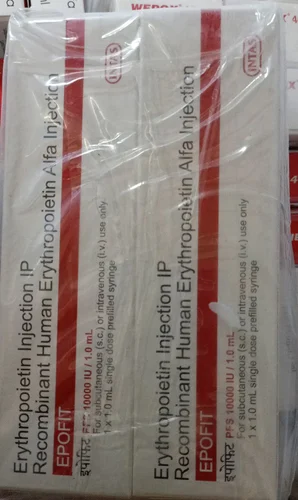 WEPOX
INTAS
Erythropoietin Injection IP
Recombinant Human Erythropoietin Alfa Injection
EPOFIT
इपोफिट PFS 10000 IU / 1.0 mL
For subcutaneous (s.c.) or intravenous (i.v.) use only
1 x 1.0 mL single dose prefilled syringe
INTAS
Erythropoietin Injection IP
Recombinant Human Erythropoietin Alfa Injection
EPOFIT
इपोफिट PFS 10000 IU / 1.0 mL
For subcutaneous (s.c.) or intravenous (i.v.) use only
1 x 1.0 mL single dose prefilled syringe